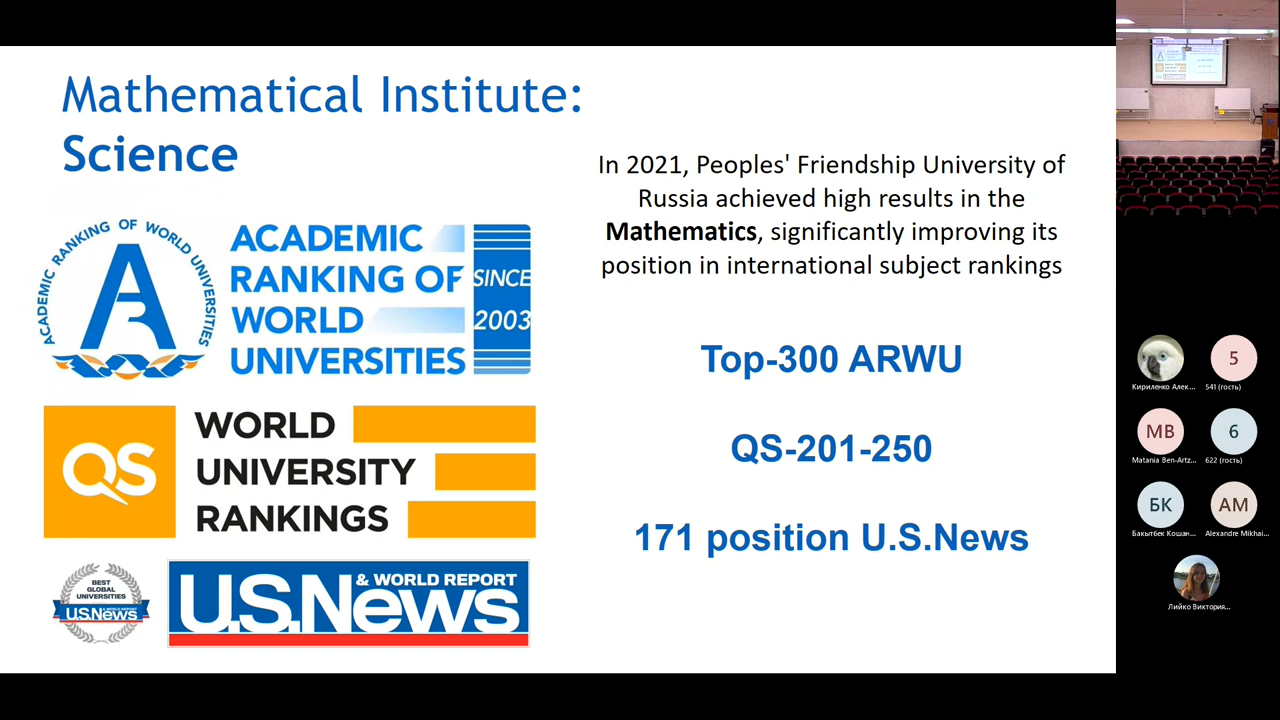 Mathematical Institute:
Science
In 2021, Peoples' Friendship University of
Russia achieved high results in the
Mathematics, significantly improving its
position in international subject rankings
ACADEMIC RANKING OF WORLD UNIVERSITIES
ACADEMIC
RANKING OF
WORLD
UNIVERSITIES
SINCE
2003
Top-300 ARWU
QS
WORLD
UNIVERSITY
RANKINGS
QS-201-250
BEST
GLOBAL
UNIVERSITIES
U.S.News
& WORLD REPORT
U.S.News
171 position U.S.News
Кириленко Алек...
5
541 (гость)
MB
Matania Ben-Artz...
6
622 (гость)
БК
Бакытбек Кошан...
AM
Alexandre Mikhai...
Лийко Виктория...